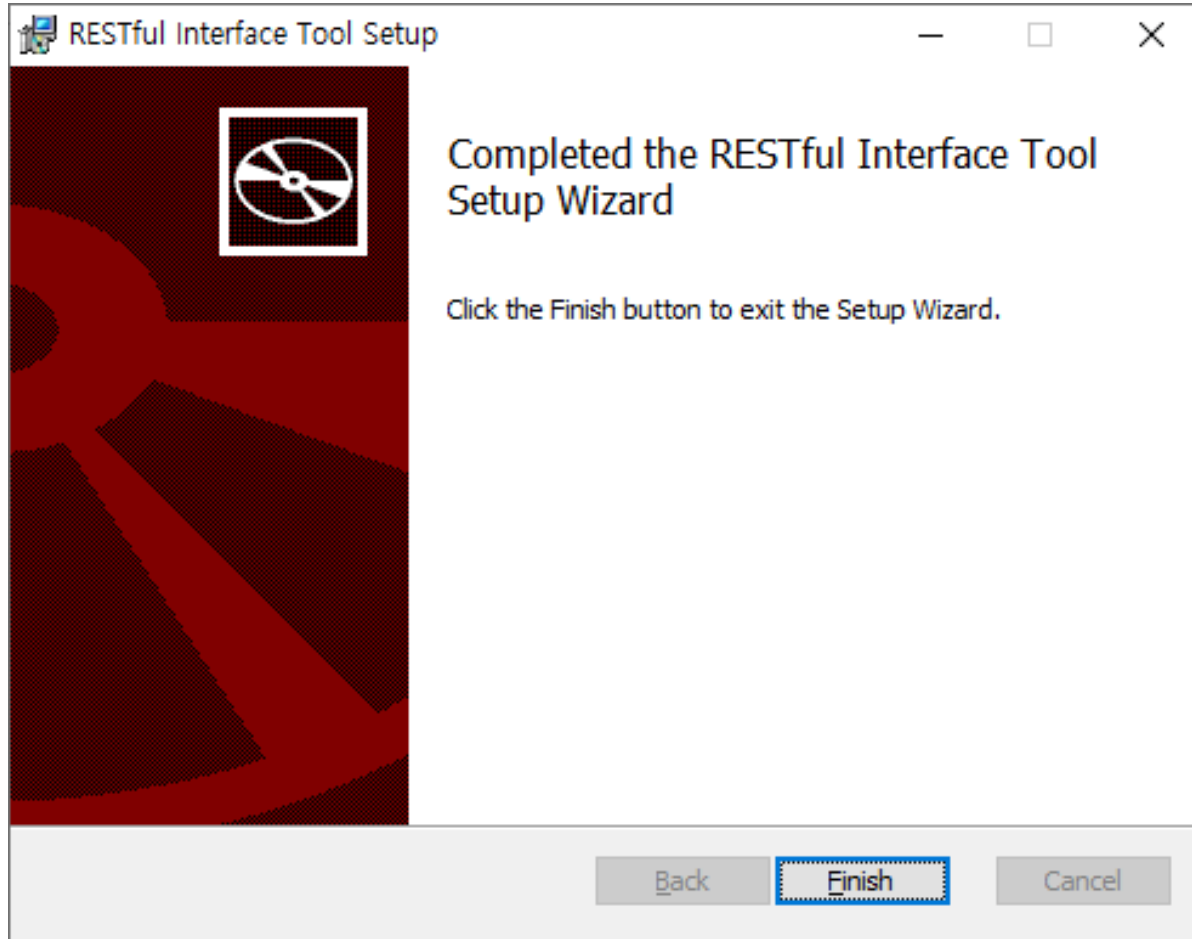 RESTful Interface Tool Setup
Completed the RESTful Interface Tool
Setup Wizard
Click the Finish button to exit the Setup Wizard.
Back Finish Cancel